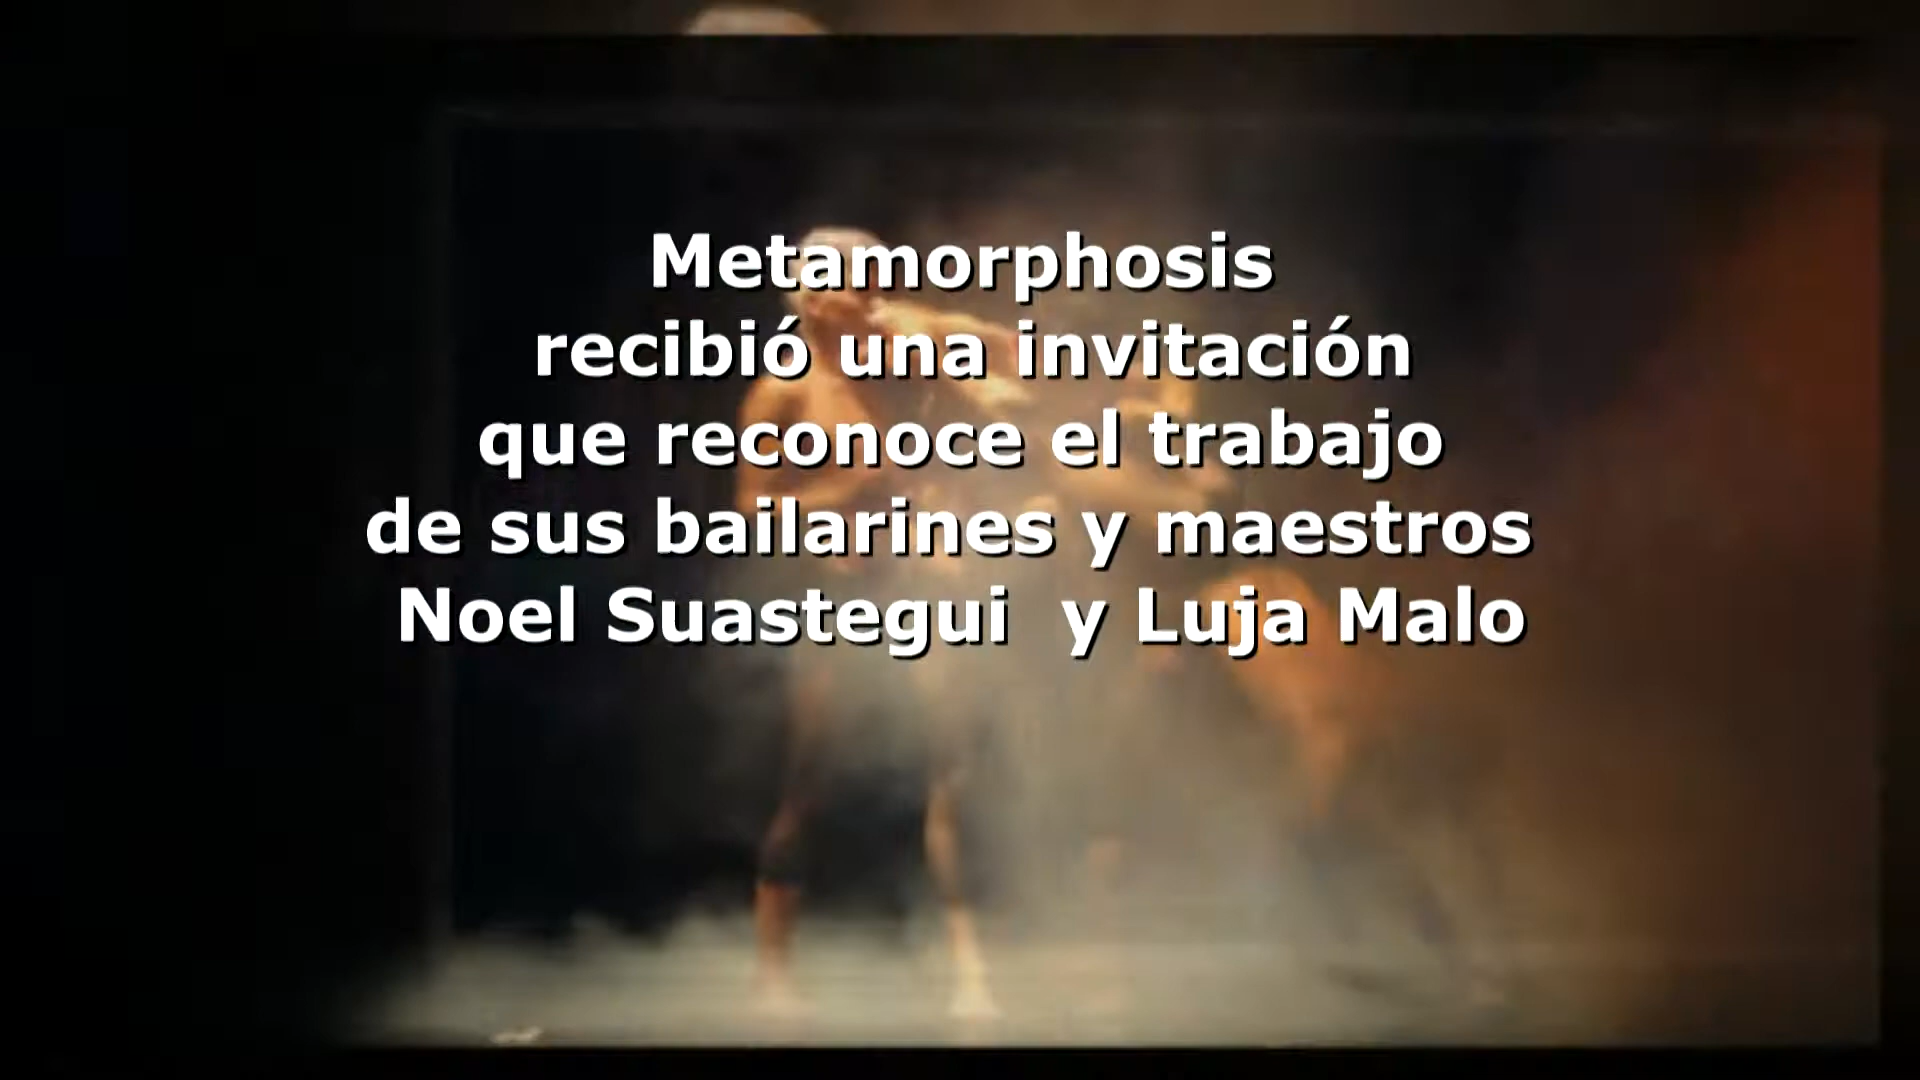 Metamorphosis
recibió una invitación
que reconoce el trabajo
de sus bailarines y maestros
Noel Suastegui y Luja Malo